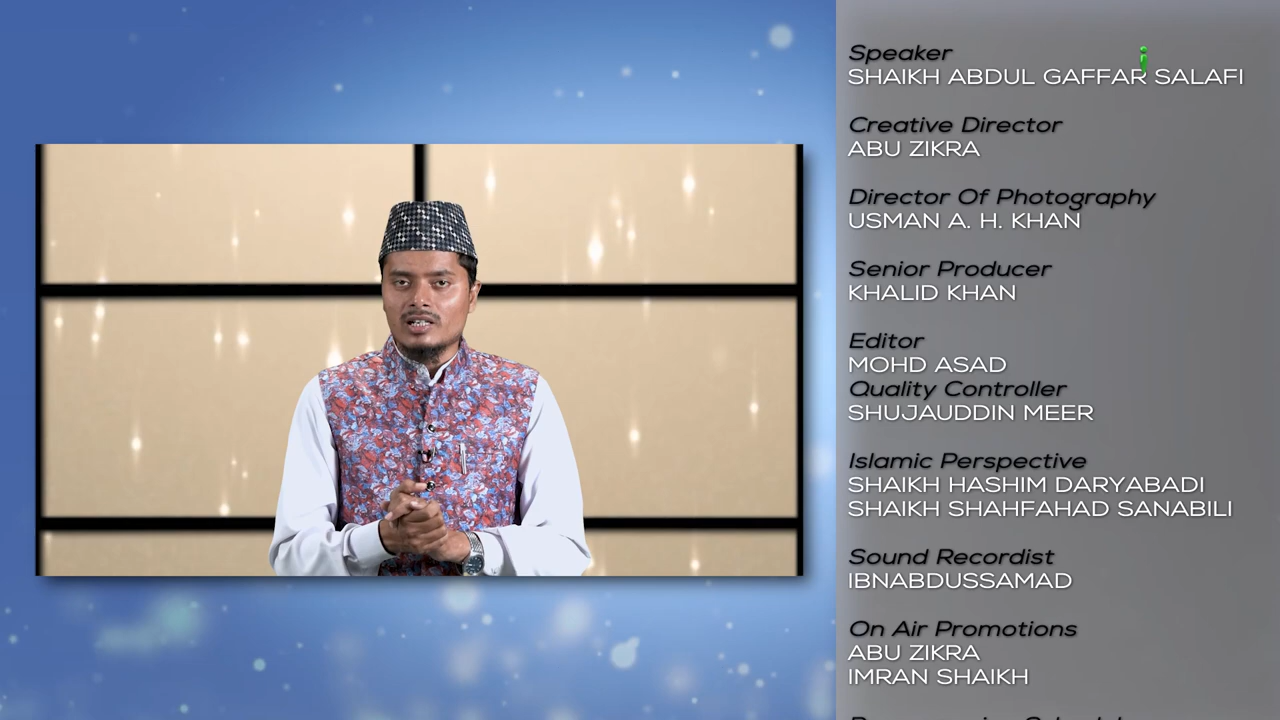 Speaker
SHAIKH ABDUL GAFFAR SALAFI
Creative Director
ABU ZIKRA
Director Of Photography
USMAN A. H. KHAN
Senior Producer
KHALID KHAN
Editor
MOHD ASAD
Quality Controller
SHUJAUDDIN MEER
Islamic Perspective
SHAIKH HASHIM DARYABADI
SHAIKH SHAHFAHAD SANABILI
Sound Recordist
IBNABDUSSAMAD
On Air Promotions
ABU ZIKRA
IMRAN SHAIKH